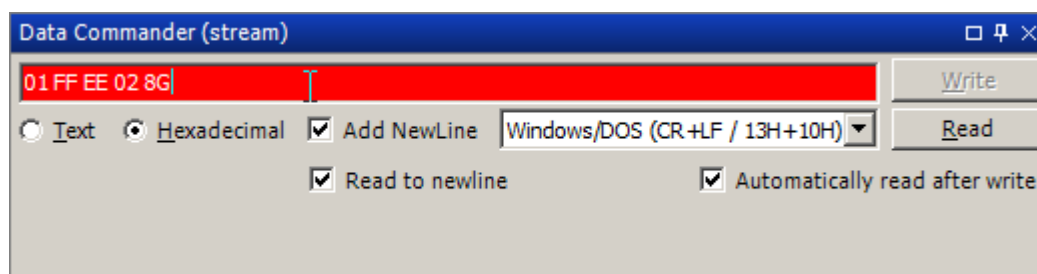 Data Commander (stream)
01 FF EE 02 8G
Write
Text Hexadecimal Add NewLine Windows/DOS (CR+LF / 13H+10H) Read
Read to newline Automatically read after write